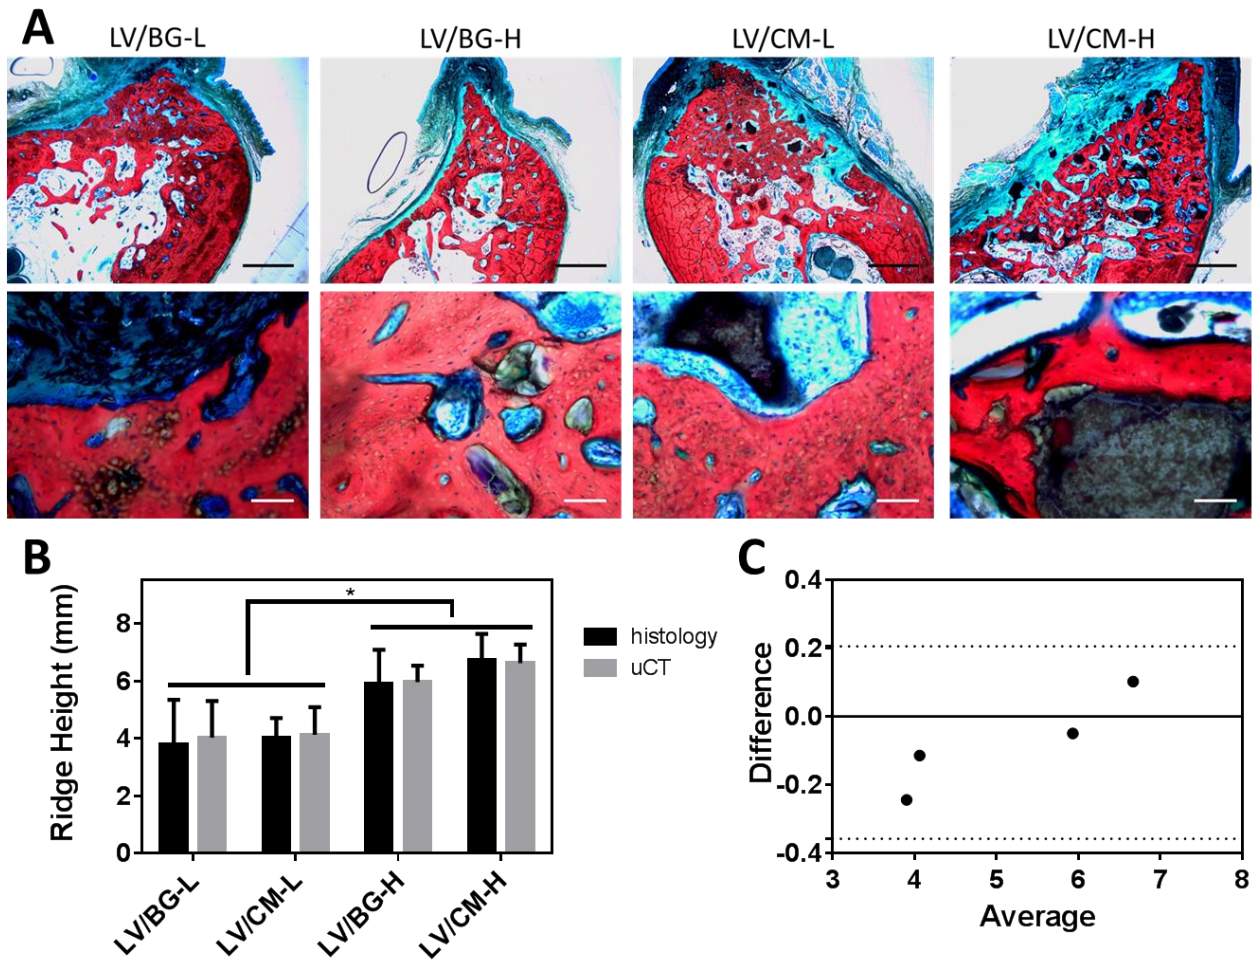 A
LV/BG-L
LV/BG-H
LV/CM-L
LV/CM-H
B
Ridge Height (mm)
8
6
4
2
0
*
LV/BG-L
LV/CM-L
LV/BG-H
LV/CM-H
histology
uCT
C
Difference
0.4
0.2
0.0
-0.2
-0.4
3
4
5
6
7
8
Average